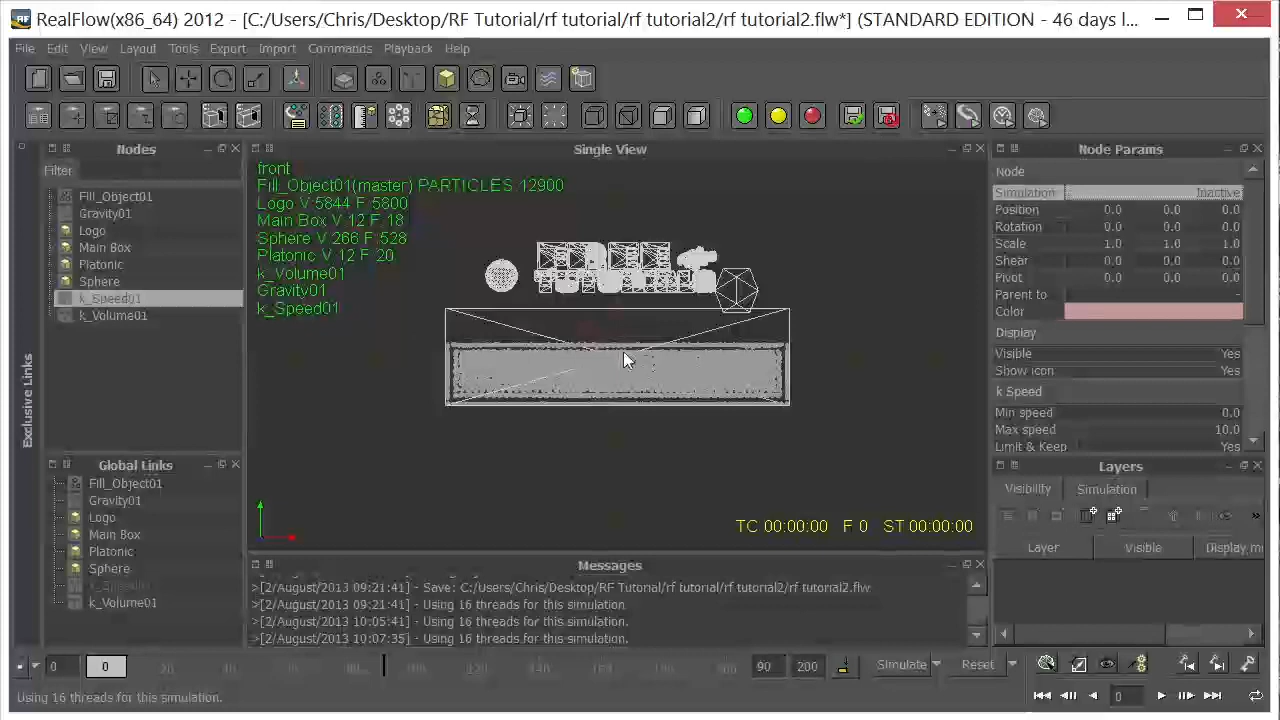 RealFlow(x86_64) 2012 - [C:/Users/Chris/Desktop/RF Tutorial/rf tutorial/rf tutorial2/rf tutorial2.flw*] (STANDARD EDITION - 46 days l...
File Edit View Layout Tools Export Import Commands Playback Help
Nodes
Filter
Fill_Object01
Gravity01
Logo
Main Box
Platonic
Sphere
k_Speed01
k_Volume01
Exclusive Links
Global Links
Fill_Object01
Gravity01
Logo
Main Box
Platonic
Sphere
k_Speed01
k_Volume01
Single View
front
Fill_Object01(master) PARTICLES 12900
Logo V 5844 F 5800
Main Box V 12 F 18
Sphere V 266 F 528
Platonic V 12 F 20
k_Volume01
Gravity01
k_Speed01
TC 00:00:00 F 0 ST 00:00:00
Messages
>[2/August/2013 09:21:41] - Save: C:/Users/Chris/Desktop/RF Tutorial/rf tutorial/rf tutorial2/rf tutorial2.flw
>[2/August/2013 09:21:41] - Using 16 threads for this simulation.
>[2/August/2013 10:05:41] - Using 16 threads for this simulation.
>[2/August/2013 10:07:35] - Using 16 threads for this simulation.
Node Params
Node
Simulation Inactive
Position 0.0 0.0 0.0
Rotation 0.0 0.0 0.0
Scale 1.0 1.0 1.0
Shear 0.0 0.0 0.0
Pivot 0.0 0.0 0.0
Parent to -
Color
Display
Visible Yes
Show icon Yes
k Speed
Min speed 0.0
Max speed 10.0
Limit & Keep Yes
Layers
Visibility Simulation
Layer Visible Display m
0 0 20 40 60 80 120 140 160 180 200 90 200 Simulate Reset
0
Using 16 threads for this simulation.